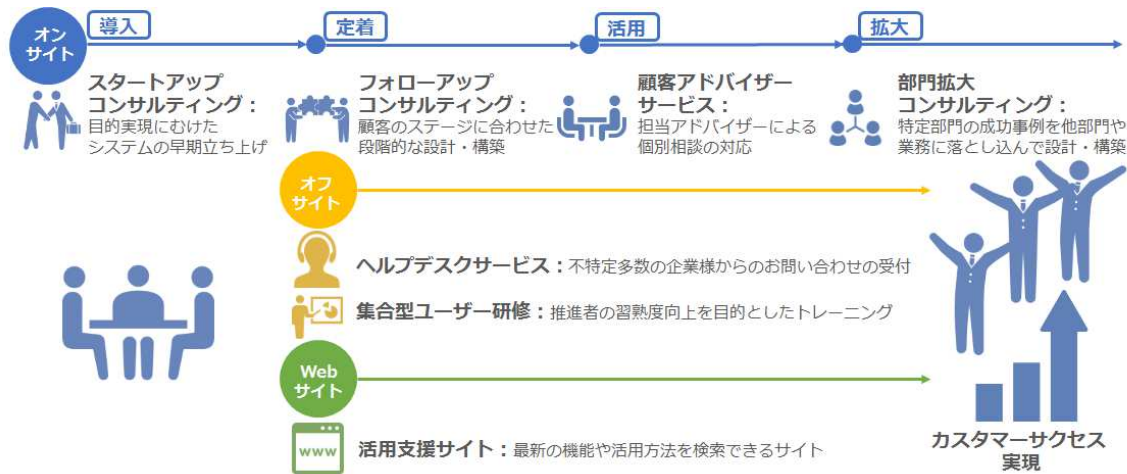 オン
サイト
導入
定着
活用
拡大
スタートアップ
コンサルティング：
目的実現にむけた
システムの早期立ち上げ
フォローアップ
コンサルティング：
顧客のステージに合わせた
段階的な設計・構築
顧客アドバイザー
サービス：
担当アドバイザーによる
個別相談の対応
部門拡大
コンサルティング：
特定部門の成功事例を他部門や
業務に落とし込んで設計・構築
オフ
サイト
ヘルプデスクサービス：不特定多数の企業様からのお問い合わせの受付
集合型ユーザー研修：推進者の習熟度向上を目的としたトレーニング
Web
サイト
www
活用支援サイト：最新の機能や活用方法を検索できるサイト
カスタマーサクセス
実現